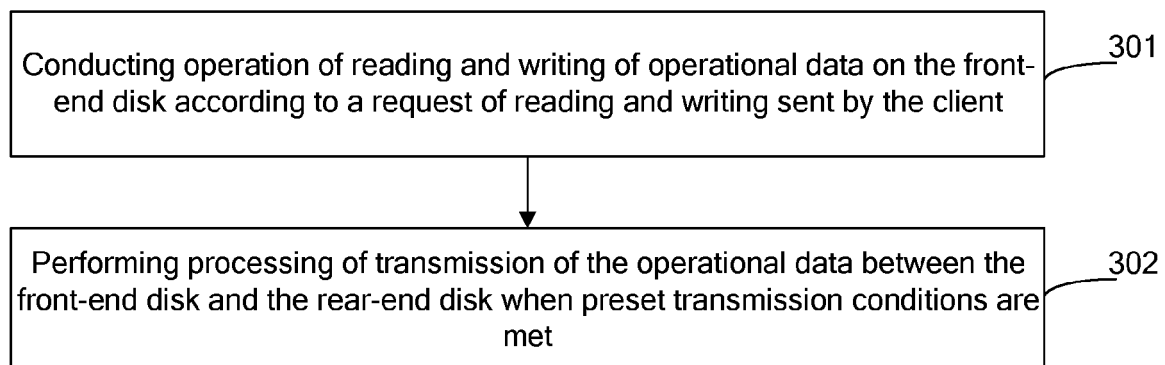 Conducting operation of reading and writing of operational data on the front-
end disk according to a request of reading and writing sent by the client
301
Performing processing of transmission of the operational data between the
front-end disk and the rear-end disk when preset transmission conditions are
met
302